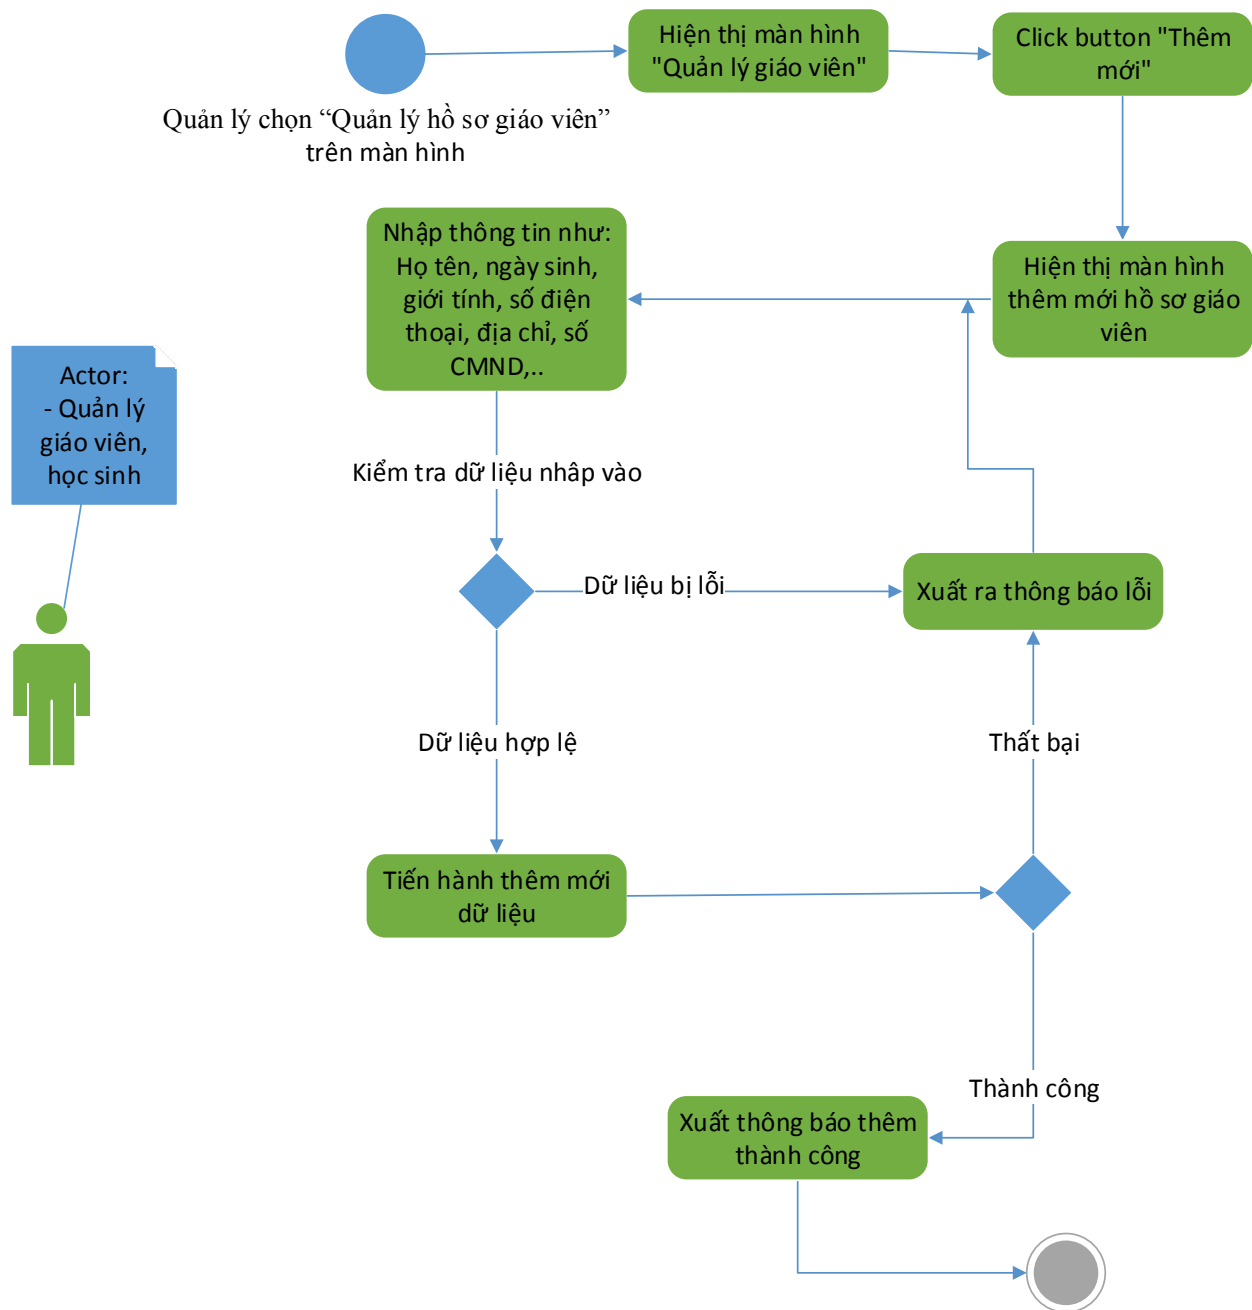 Hiện thị màn hình
"Quản lý giáo viên"
Click button "Thêm
mới"
Quản lý chọn “Quản lý hồ sơ giáo viên”
trên màn hình
Nhập thông tin như:
Họ tên, ngày sinh,
giới tính, số điện
thoại, địa chỉ, số
CMND,..
Hiện thị màn hình
thêm mới hồ sơ giáo
viên
Actor:
- Quản lý
giáo viên,
học sinh
Kiểm tra dữ liệu nhâp vào
Dữ liệu bị lỗi
Xuất ra thông báo lỗi
Dữ liệu hợp lệ
Thất bại
Tiến hành thêm mới
dữ liệu
Thành công
Xuất thông báo thêm
thành công